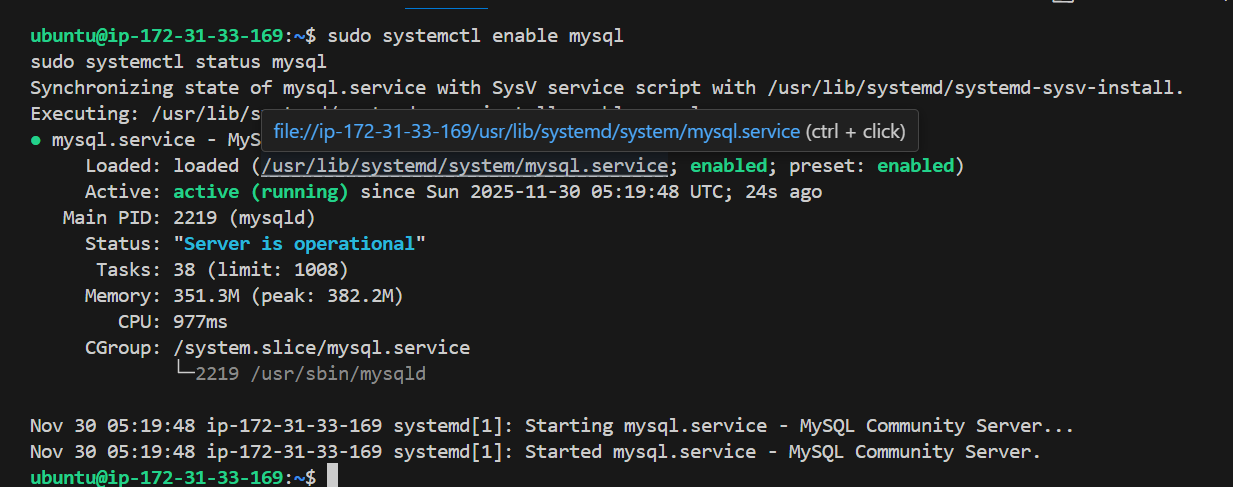 ubuntu@ip-172-31-33-169:~$ sudo systemctl enable mysql
sudo systemctl status mysql
Synchronizing state of mysql.service with SysV service script with /usr/lib/systemd/systemd-sysv-install.
Executing: /usr/lib/s
file://ip-172-31-33-169/usr/lib/systemd/system/mysql.service (ctrl + click)
● mysql.service - MyS
Loaded: loaded (/usr/lib/systemd/system/mysql.service; enabled; preset: enabled)
Active: active (running) since Sun 2025-11-30 05:19:48 UTC; 24s ago
Main PID: 2219 (mysqld)
Status: "Server is operational"
Tasks: 38 (limit: 1008)
Memory: 351.3M (peak: 382.2M)
CPU: 977ms
CGroup: /system.slice/mysql.service
└─2219 /usr/sbin/mysqld
Nov 30 05:19:48 ip-172-31-33-169 systemd[1]: Starting mysql.service - MySQL Community Server...
Nov 30 05:19:48 ip-172-31-33-169 systemd[1]: Started mysql.service - MySQL Community Server.
ubuntu@ip-172-31-33-169:~$